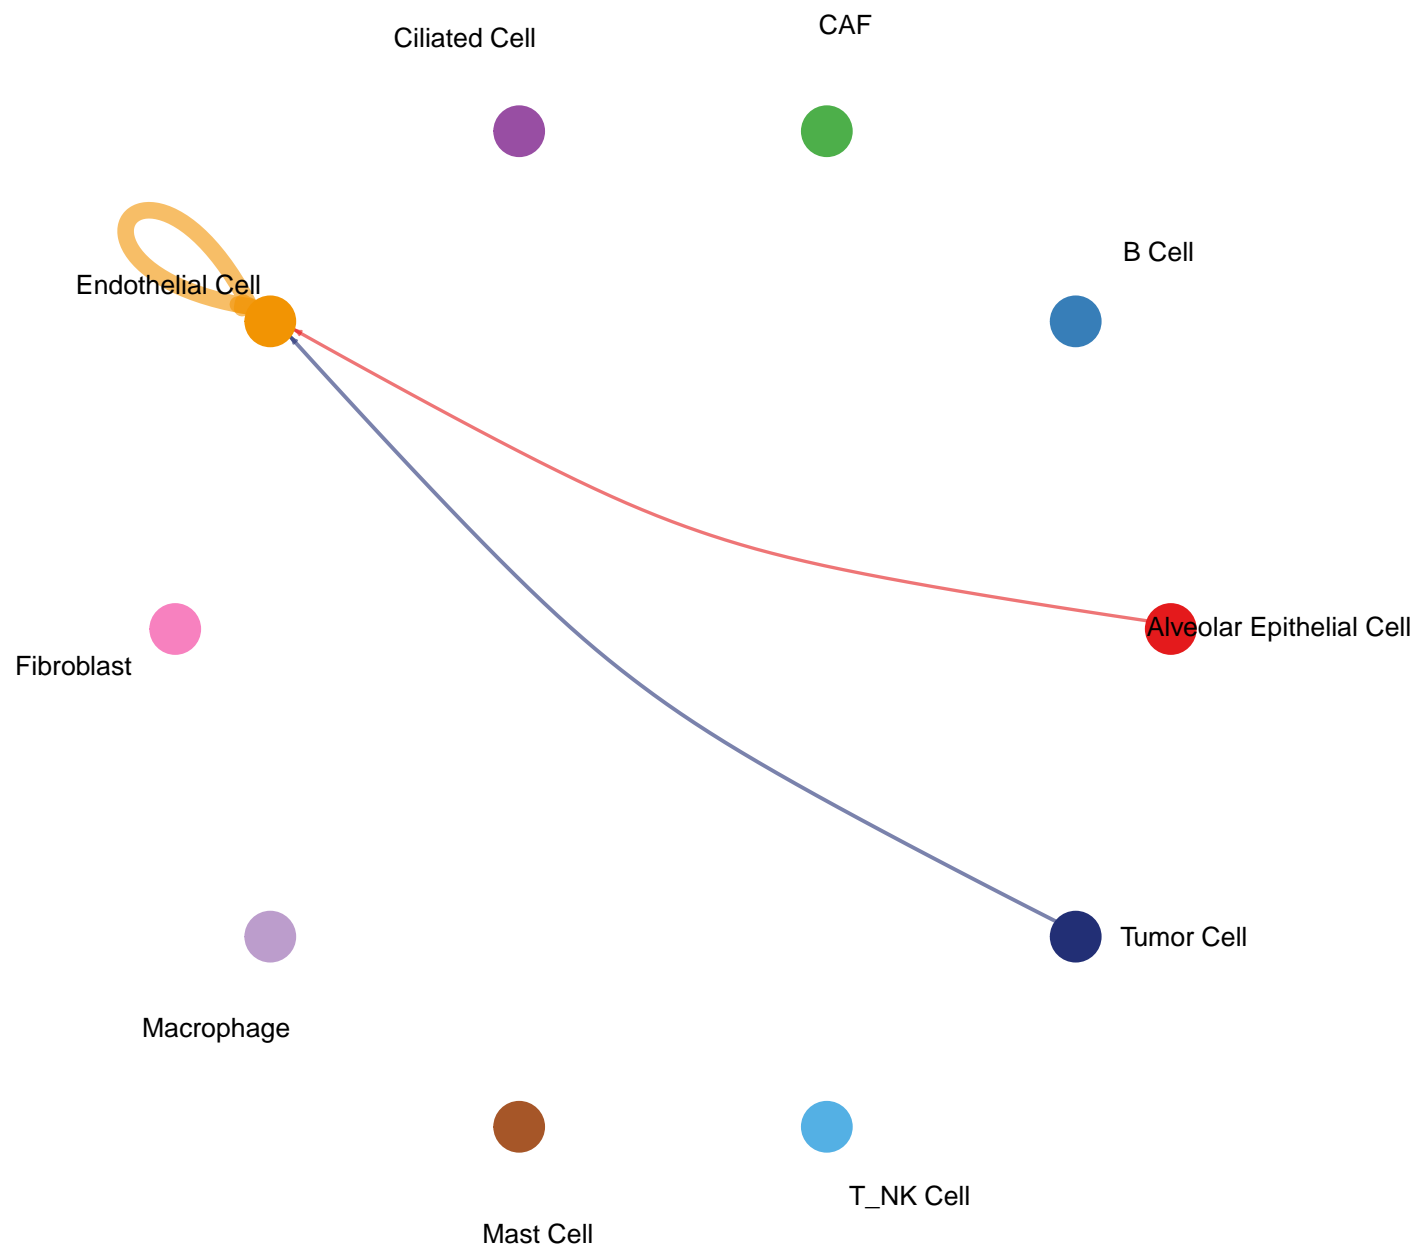 CAF
Ciliated Cell
B Cell
Endothelial Cell
Alveolar Epithelial Cell
Fibroblast
Tumor Cell
Macrophage
T_NK Cell
Mast Cell